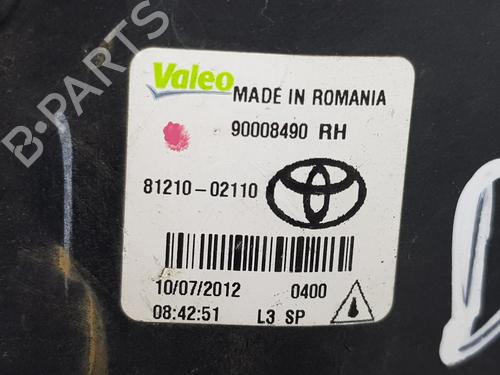 B-PARTS
Valeo
MADE IN ROMANIA
90008490 RH
81210-02110
10/07/2012 0400
08:42:51 L3 SP